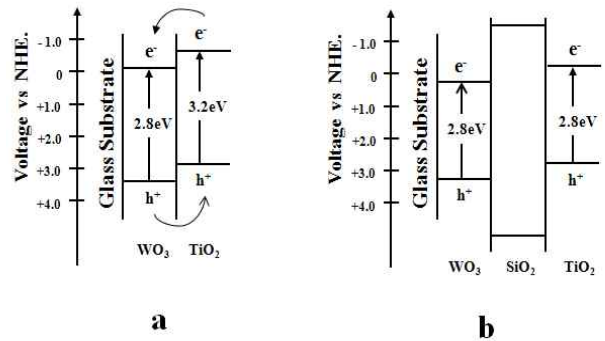 a
Voltage vs NHE.
-1.0
0
+1.0
+2.0
+3.0
+4.0
Glass Substrate
e-
e-
2.8eV
3.2eV
h+
h+
WO3
TiO2
a
b
Voltage vs NHE.
-1.0
0
+1.0
+2.0
+3.0
+4.0
Glass Substrate
e-
e-
2.8eV
2.8eV
h+
h+
WO3
SiO2
TiO2
b